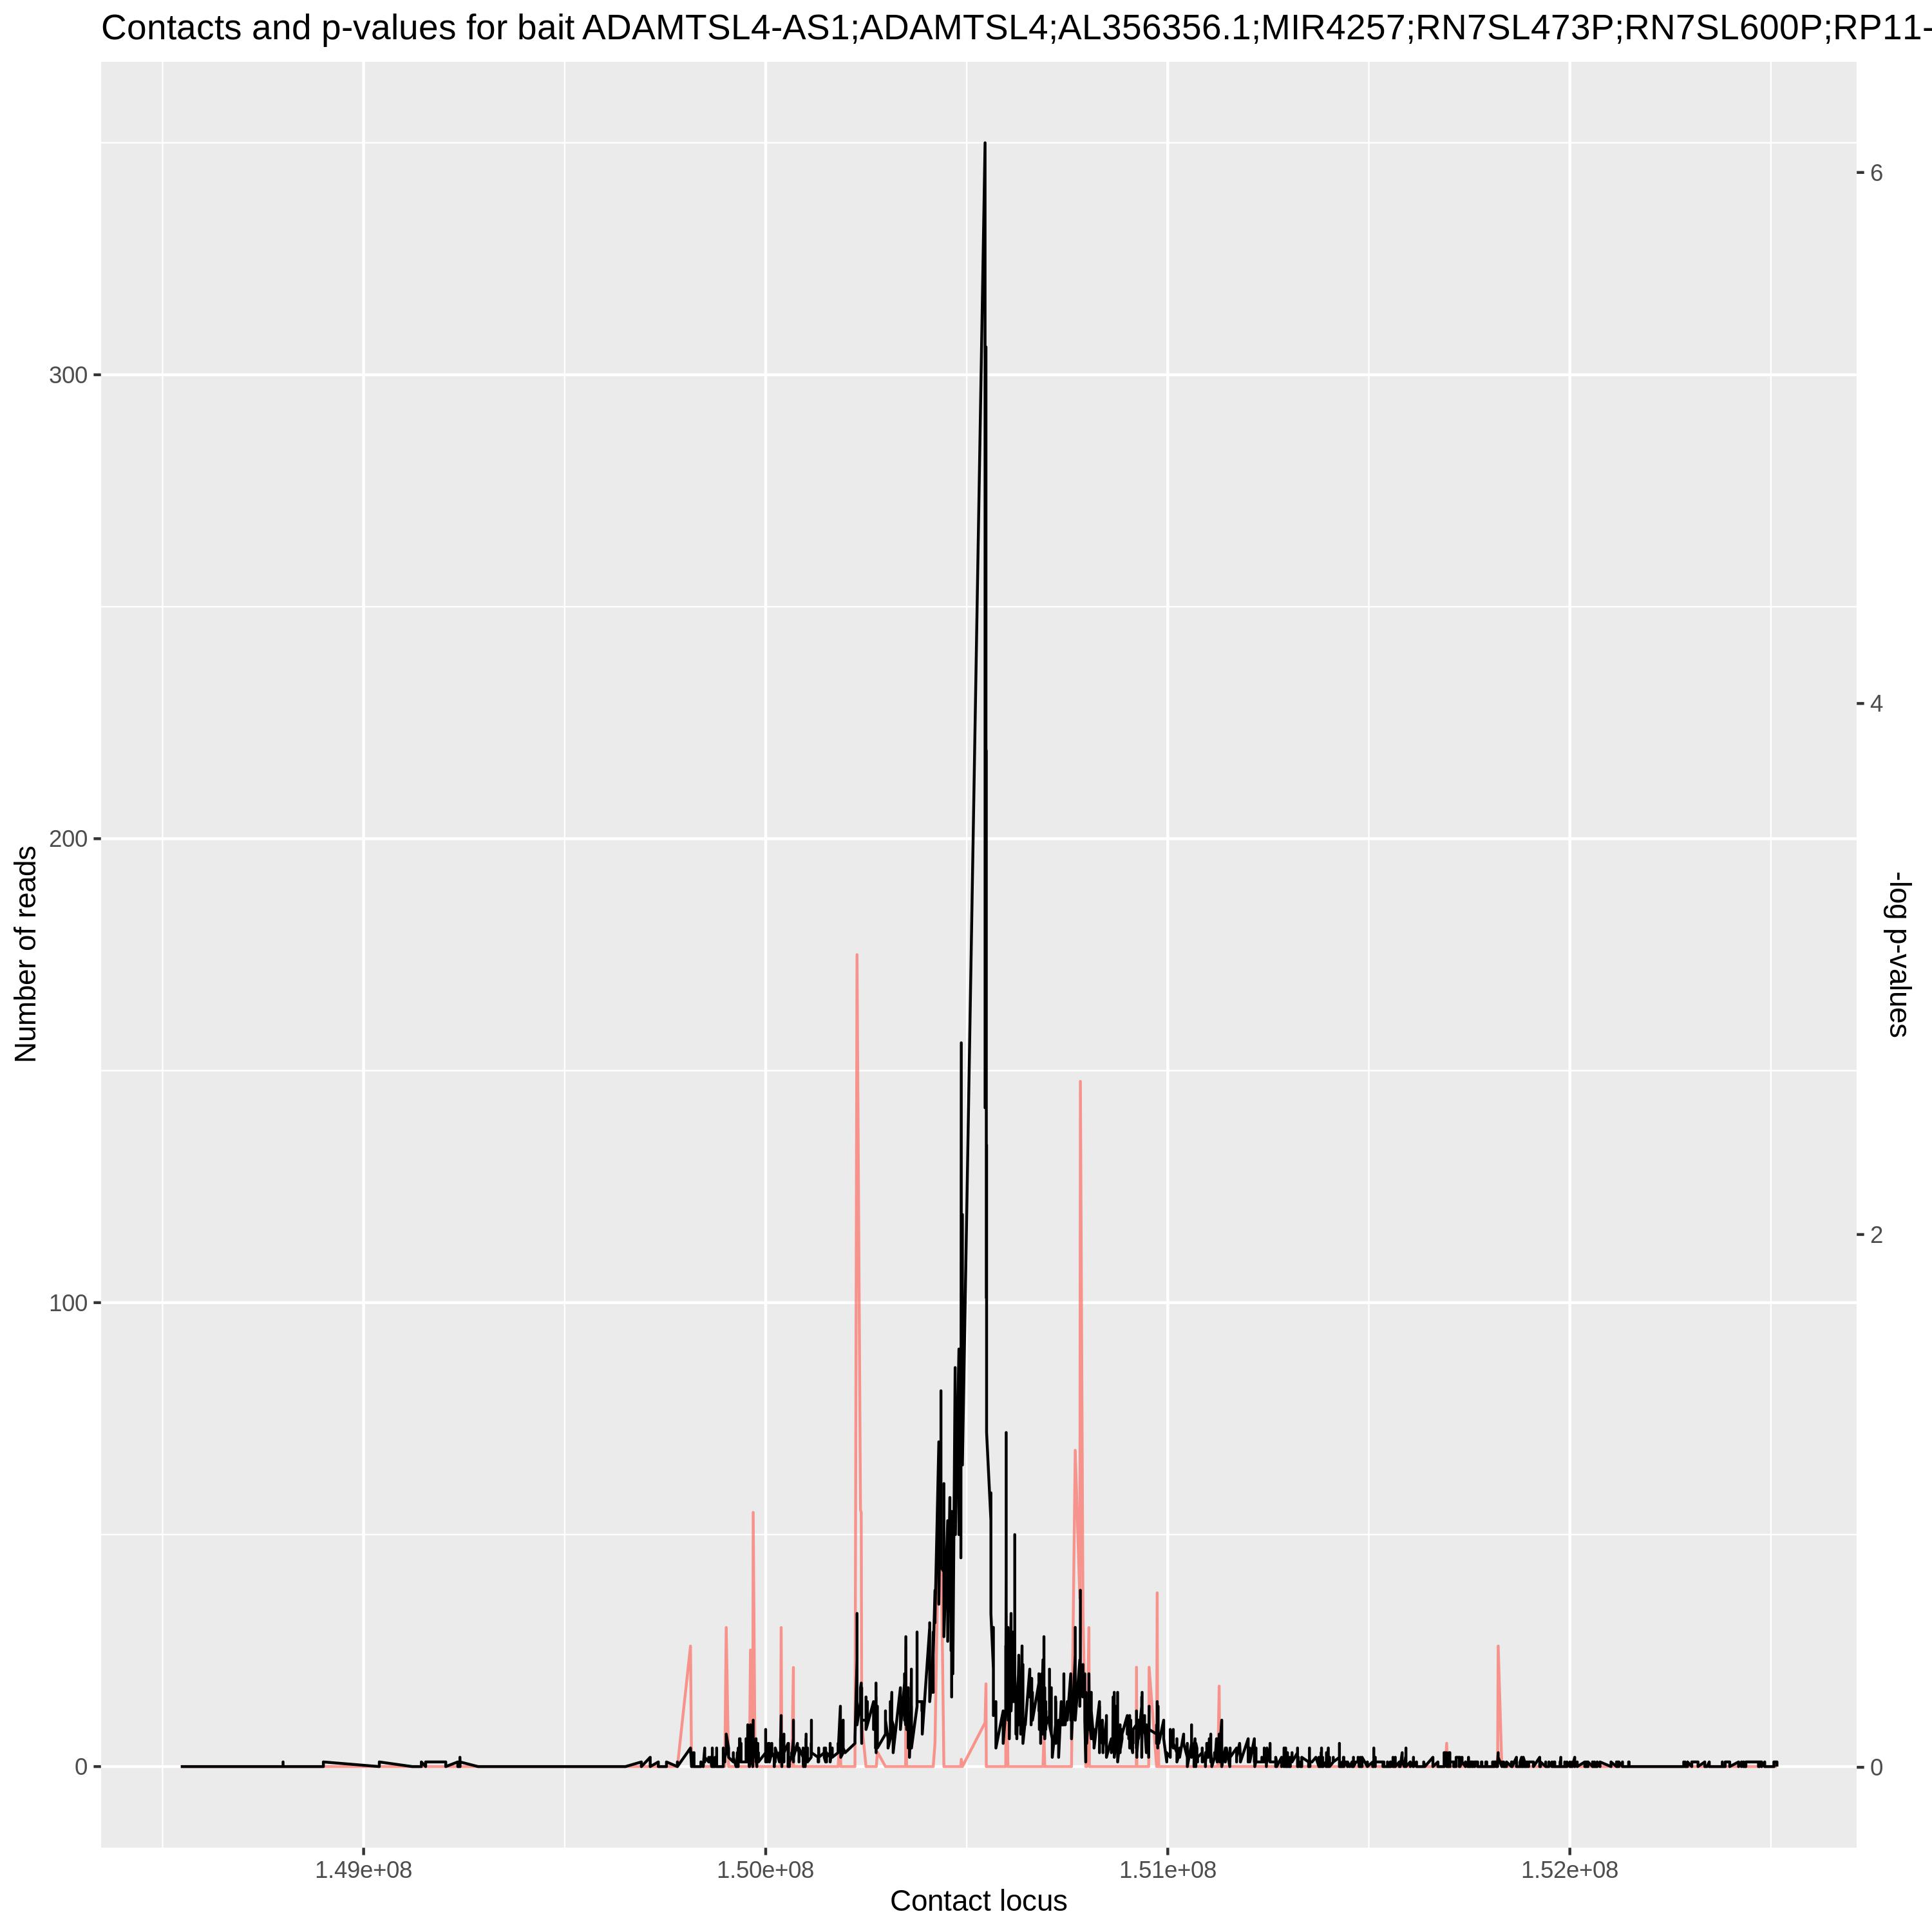 Contacts and p-values for bait ADAMTSL4-AS1;ADAMTSL4;AL356356.1;MIR4257;RN7SL473P;RN7SL600P;RP11-
300
200
100
0
Number of reads
6
4
2
0
-log p-values
1.49e+08 1.50e+08 1.51e+08 1.52e+08
Contact locus